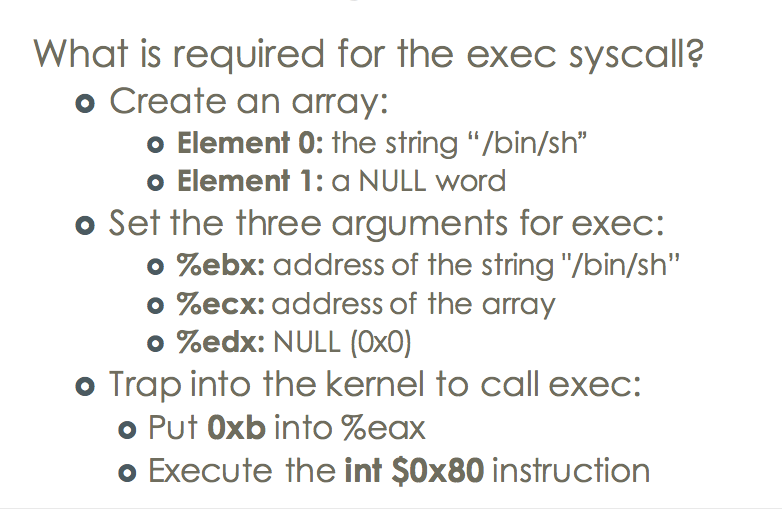 What is required for the exec syscall?
Create an array:
Element 0: the string “/bin/sh”
Element 1: a NULL word
Set the three arguments for exec:
%ebx: address of the string "/bin/sh”
%ecx: address of the array
%edx: NULL (0x0)
Trap into the kernel to call exec:
Put 0xb into %eax
Execute the int $0x80 instruction